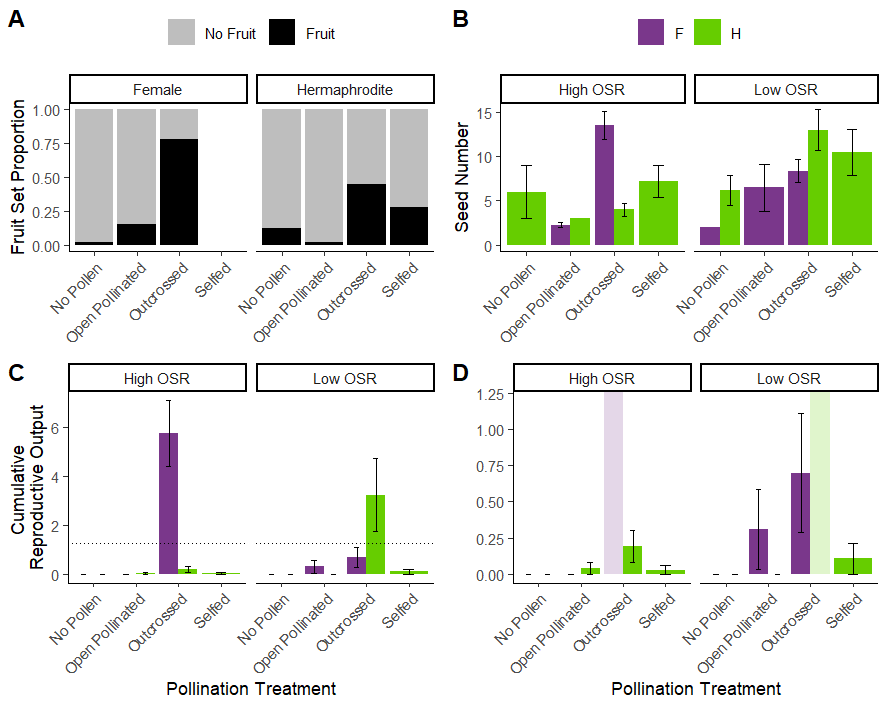 A
No Fruit Fruit
Female Hermaphrodite
Fruit Set Proportion
1.00
0.75
0.50
0.25
0.00
No Pollen Open Pollinated Outcrossed Selfed
No Pollen Open Pollinated Outcrossed Selfed
B
F H
High OSR Low OSR
Seed Number
15
10
5
0
No Pollen Open Pollinated Outcrossed Selfed
No Pollen Open Pollinated Outcrossed Selfed
C
High OSR Low OSR
Cumulative
Reproductive Output
6
4
2
0
No Pollen Open Pollinated Outcrossed Selfed
No Pollen Open Pollinated Outcrossed Selfed
Pollination Treatment
D
High OSR Low OSR
1.25
1.00
0.75
0.50
0.25
0.00
No Pollen Open Pollinated Outcrossed Selfed
No Pollen Open Pollinated Outcrossed Selfed
Pollination Treatment